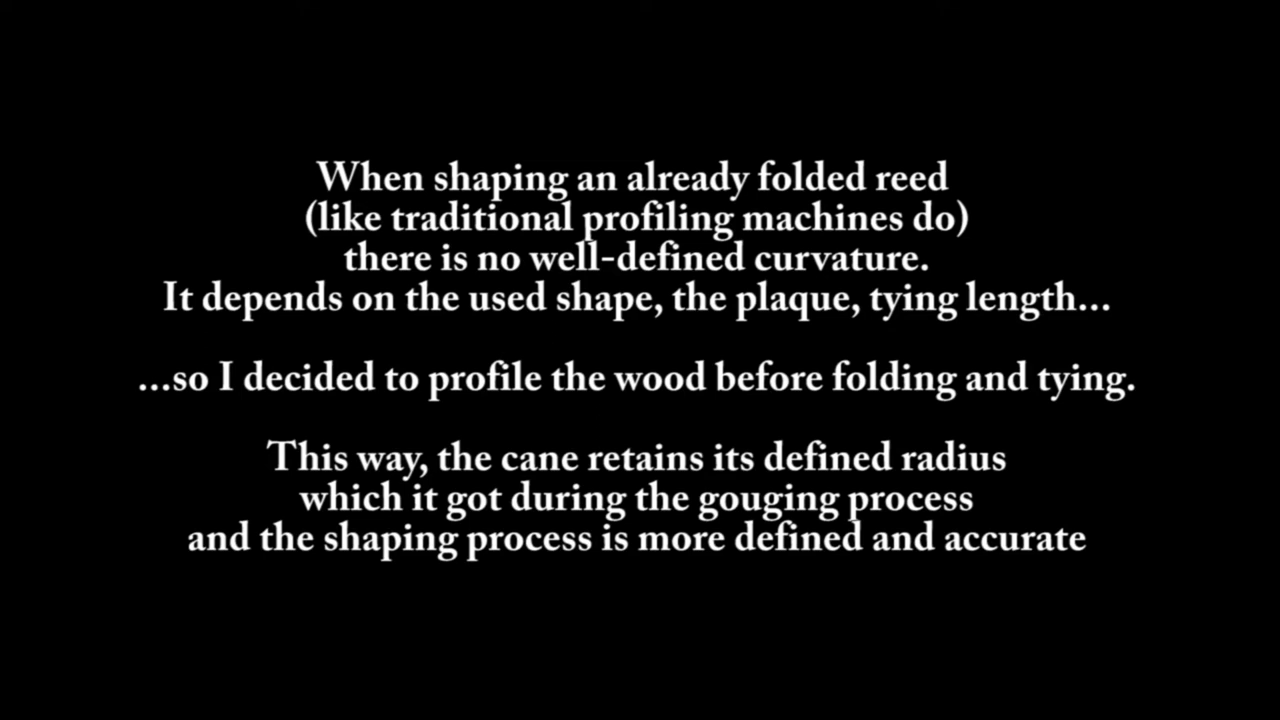 When shaping an already folded reed
(like traditional profiling machines do)
there is no well-defined curvature.
It depends on the used shape, the plaque, tying length...
...so I decided to profile the wood before folding and tying.
This way, the cane retains its defined radius
which it got during the gouging process
and the shaping process is more defined and accurate